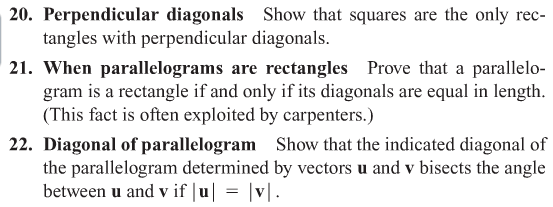 20. Perpendicular diagonals Show that squares are the only rec-
tangles with perpendicular diagonals.
21. When parallelograms are rectangles Prove that a parallelo-
gram is a rectangle if and only if its diagonals are equal in length.
(This fact is often exploited by carpenters.)
22. Diagonal of parallelogram Show that the indicated diagonal of
the parallelogram determined by vectors u and v bisects the angle
between u and v if |u| = |v|.